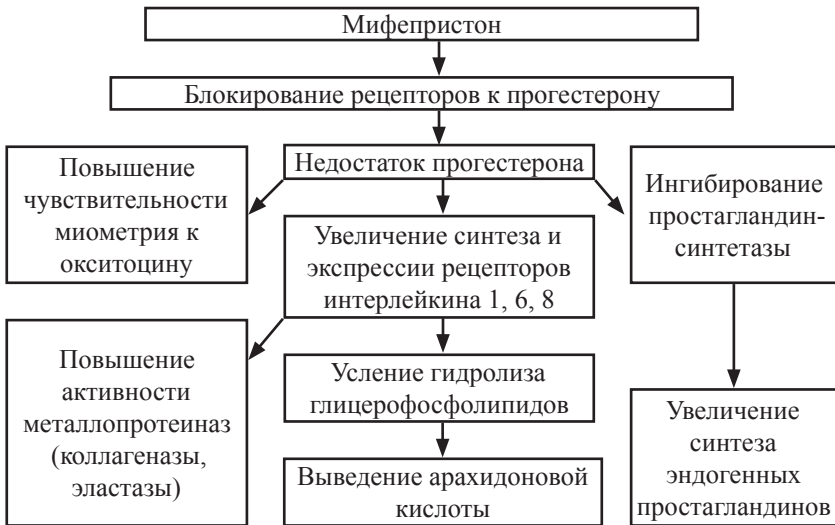 Мифепристон
Блокирование рецепторов к прогестерону
Недостаток прогестерона
Повышение
чувствительности
миометрия к
окситоцину
Увеличение синтеза и
экспрессии рецепторов
интерлейкина 1, 6, 8
Ингибирование
простагландин-
синтетазы
Повышение
активности
металлопротеиназ
(коллагеназы,
эластазы)
Усление гидролиза
глицерофосфолипидов
Выведение арахидоновой
кислоты
Увеличение
синтеза
эндогенных
простагландинов